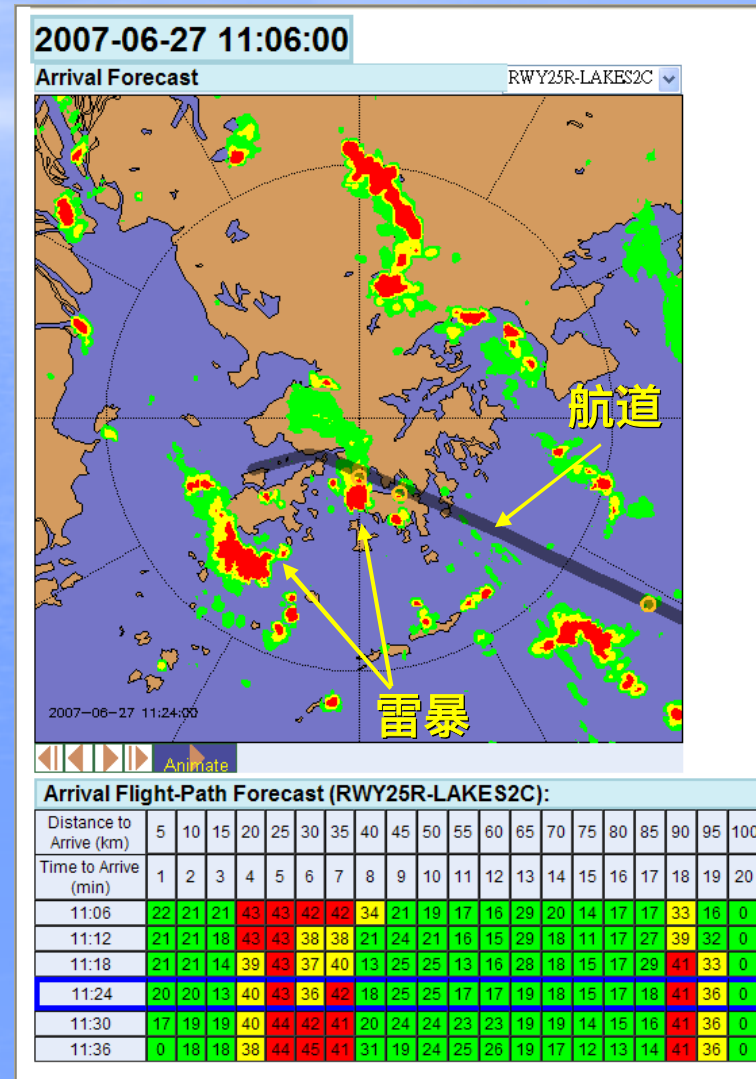 2007-06-27 11:06:00
Arrival Forecast RWY25R-LAKES2C
航道
雷暴
2007-06-27 11:24:00
Animate
Arrival Flight-Path Forecast (RWY25R-LAKES2C):
Distance to Arrive (km) 5 10 15 20 25 30 35 40 45 50 55 60 65 70 75 80 85 90 95 100
Time to Arrive (min) 1 2 3 4 5 6 7 8 9 10 11 12 13 14 15 16 17 18 19 20
11:06 22 21 21 43 43 42 42 34 21 19 17 16 29 20 14 17 17 33 16 0
11:12 21 21 18 43 43 38 38 21 24 21 16 15 29 18 11 17 27 39 32 0
11:18 21 21 14 39 43 37 40 13 25 25 13 16 28 18 15 17 29 41 33 0
11:24 20 20 13 40 43 36 42 18 25 25 17 17 19 18 15 17 18 41 36 0
11:30 17 19 19 40 44 42 41 20 24 24 23 23 19 19 14 15 16 41 36 0
11:36 0 18 18 38 44 45 41 31 19 24 25 26 19 17 12 13 14 41 36 0